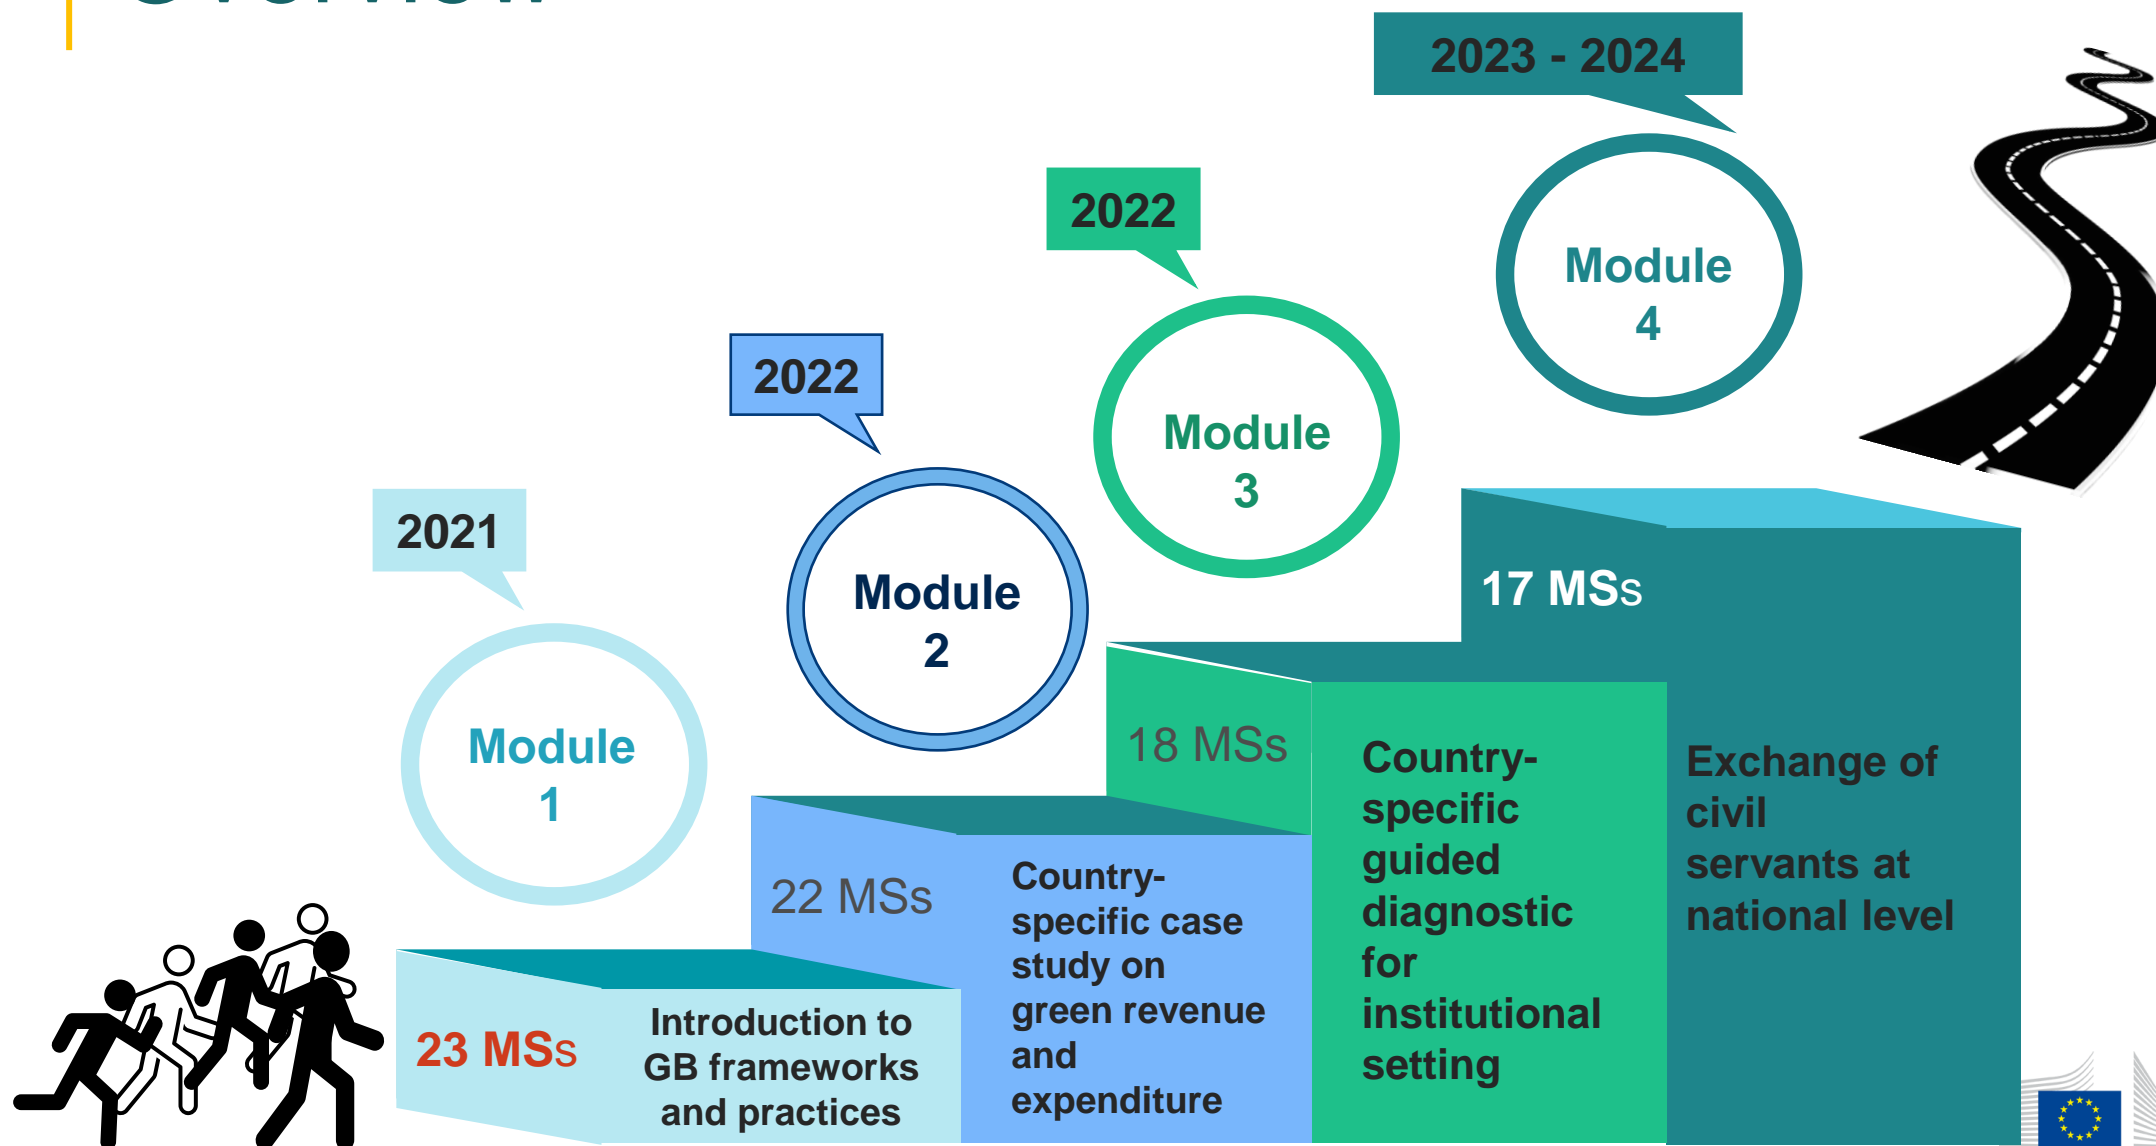 Overview
2021
Module
1
23 MSs
Introduction to
GB frameworks
and practices
2022
Module
2
22 MSs
Country-
specific case
study on
green revenue
and
expenditure
2022
Module
3
18 MSs
Country-
specific
guided
diagnostic
for
institutional
setting
2023 - 2024
Module
4
17 MSs
Exchange of
civil
servants at
national level